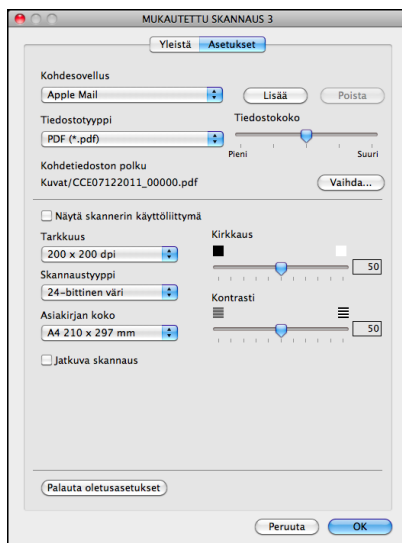 MUKAUTETTU SKANNAUS 3
Yleistä Asetukset
Kohdesovellus
Apple Mail Lisää Poista
Tiedostotyyppi Tiedostokoko
PDF (*.pdf)
Pieni Suuri
Kohdetiedoston polku
Kuvat/CCE07122011_00000.pdf Vaihda...
Näytä skannerin käyttöliittymä
Tarkkuus Kirkkaus
200 x 200 dpi 50
Skannaustyyppi
24-bittinen väri Kontrasti
Asiakirjan koko
A4 210 x 297 mm 50
Jatkuva skannaus
Palauta oletusasetukset
Peruuta OK